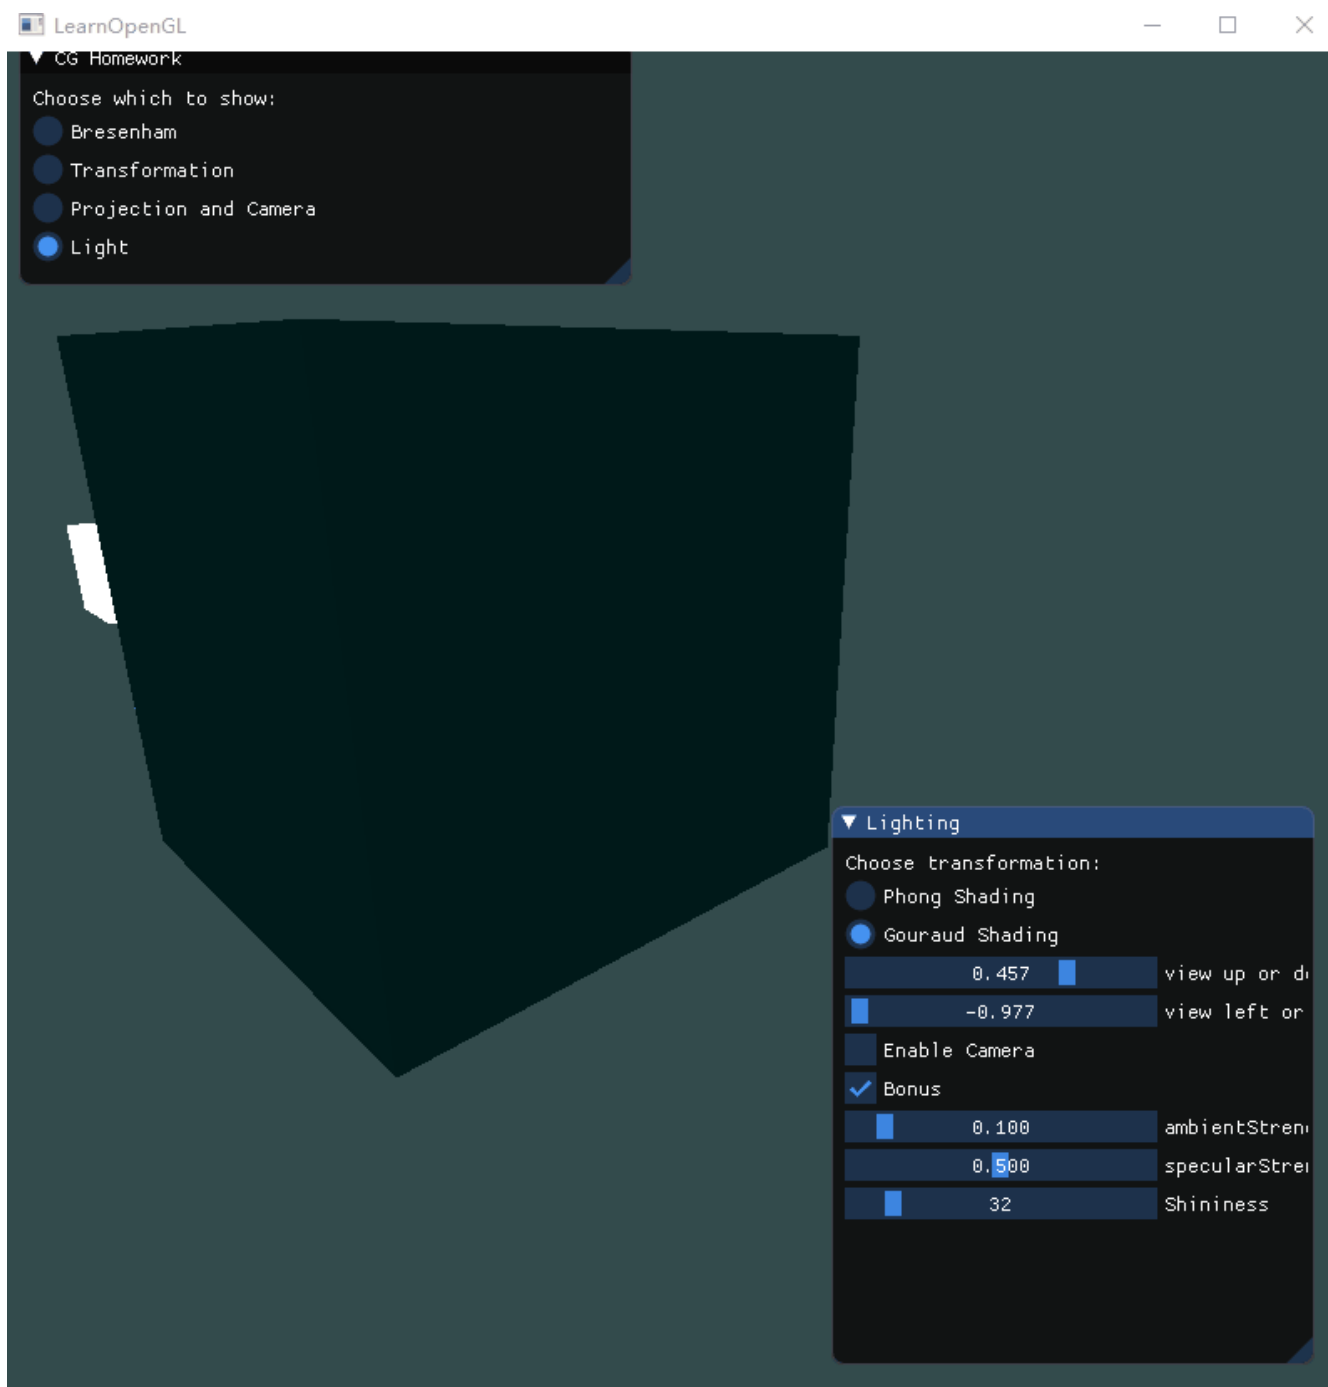 LearnOpenGL
CG Homework
Choose which to show:
Bresenham
Transformation
Projection and Camera
Light
Lighting
Choose transformation:
Phong Shading
Gouraud Shading
0.457 view up or
-0.977 view left or
Enable Camera
Bonus
0.100
0.500
32 Shininess